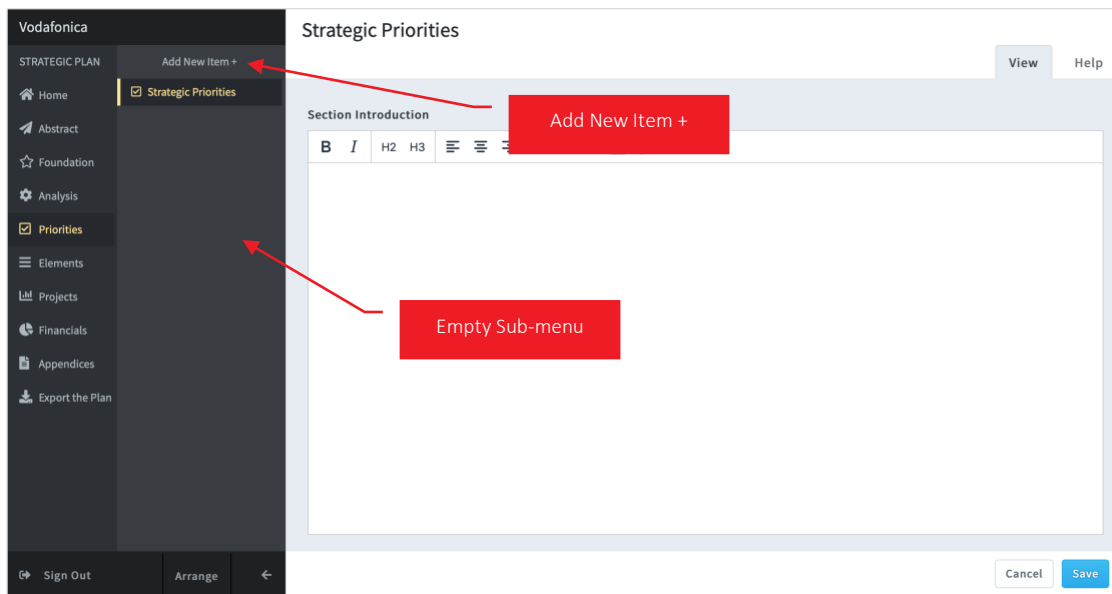 Vodafonica
STRATEGIC PLAN
Home
Abstract
Foundation
Analysis
Priorities
Elements
Projects
Financials
Appendices
Export the Plan
Sign Out
Add New Item +
Strategic Priorities
Arrange
Strategic Priorities
View Help
Section Introduction
Add New Item +
B I H2 H3
Empty Sub-menu
Cancel Save